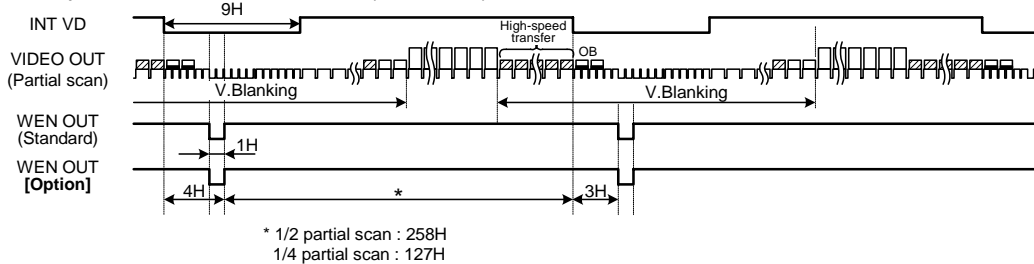 9H
INT VD
High-speed
transfer
OB
VIDEO OUT
(Partial scan)
V.Blanking
V.Blanking
WEN OUT
(Standard)
1H
WEN OUT
[Option]
4H
*
3H
* 1/2 partial scan : 258H
1/4 partial scan : 127H